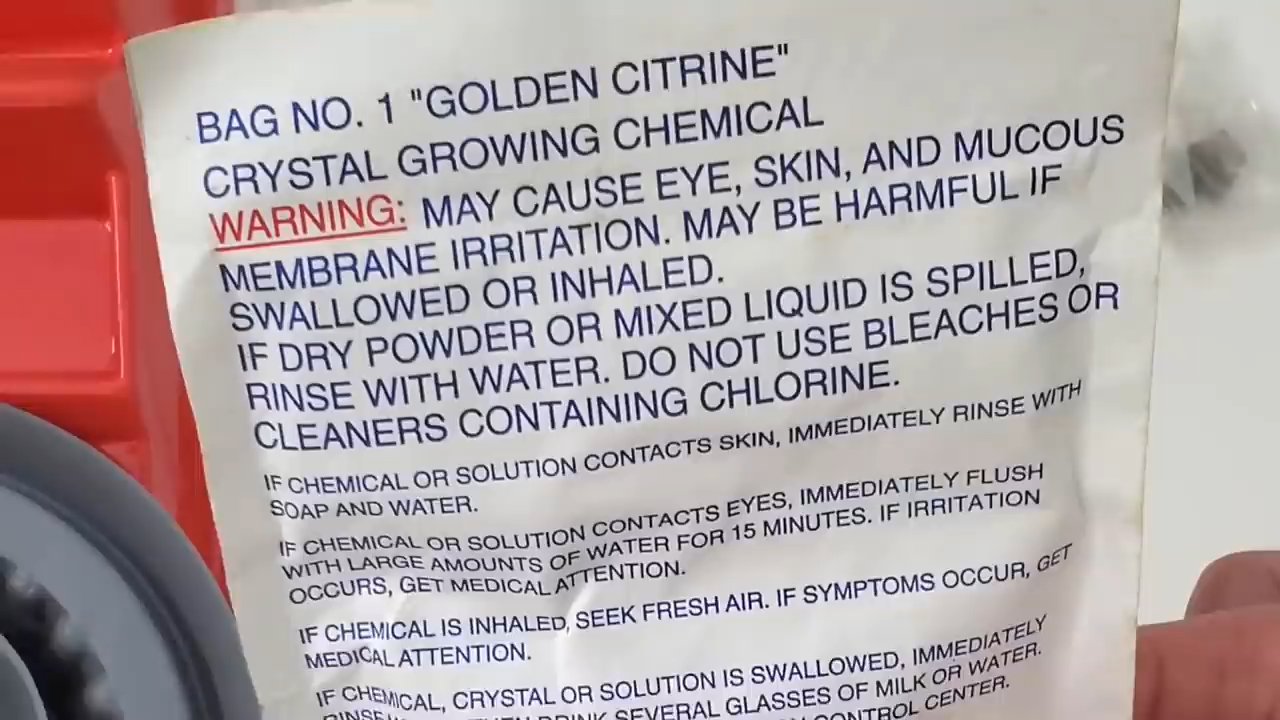 BAG NO. 1 "GOLDEN CITRINE"
CRYSTAL GROWING CHEMICAL
WARNING: MAY CAUSE EYE, SKIN, AND MUCOUS
MEMBRANE IRRITATION. MAY BE HARMFUL IF
SWALLOWED OR INHALED.
IF DRY POWDER OR MIXED LIQUID IS SPILLED,
RINSE WITH WATER. DO NOT USE BLEACHES OR
CLEANERS CONTAINING CHLORINE.
IF CHEMICAL OR SOLUTION CONTACTS SKIN, IMMEDIATELY RINSE WITH
SOAP AND WATER.
IF CHEMICAL OR SOLUTION CONTACTS EYES, IMMEDIATELY FLUSH
WITH LARGE AMOUNTS OF WATER FOR 15 MINUTES. IF IRRITATION
OCCURS, GET MEDICAL ATTENTION.
IF CHEMICAL IS INHALED, SEEK FRESH AIR. IF SYMPTOMS OCCUR, GET
MEDICAL ATTENTION.
IF CHEMICAL, CRYSTAL OR SOLUTION IS SWALLOWED, IMMEDIATELY
DRINK SEVERAL GLASSES OF MILK OR WATER.
CONTROL CENTER.